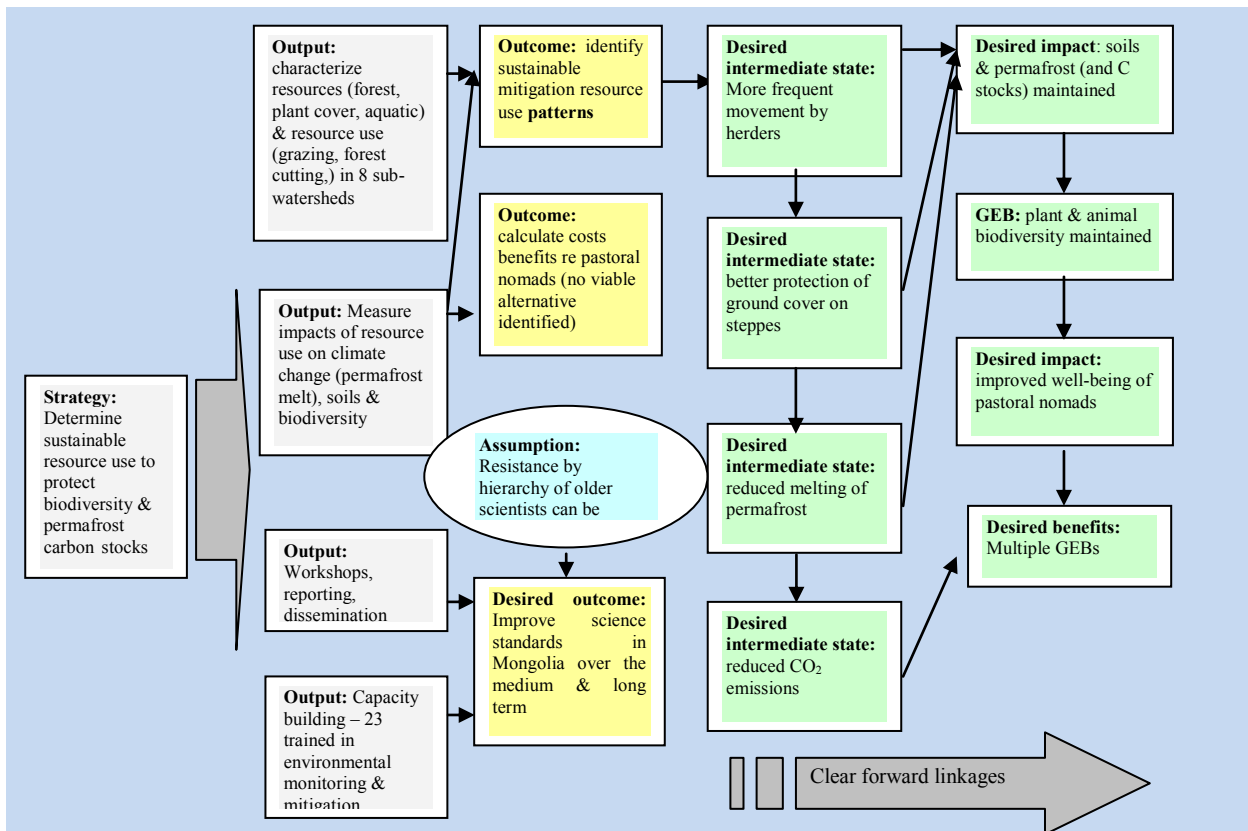 Strategy:
Determine
sustainable
resource use to
protect
biodiversity &
permafrost
carbon stocks
Output:
characterize
resources (forest,
plant cover, aquatic)
& resource use
(grazing, forest
cutting,) in 8 sub-
watersheds
Output: Measure
impacts of resource
use on climate
change (permafrost
melt), soils &
biodiversity
Output:
Workshops,
reporting,
dissemination
Output: Capacity
building – 23
trained in
environmental
monitoring &
mitigation
Outcome: identify
sustainable
mitigation resource
use patterns
Outcome:
calculate costs
benefits re pastoral
nomads (no viable
alternative
identified)
Assumption:
Resistance by
hierarchy of older
scientists can be
Desired outcome:
Improve science
standards in
Mongolia over the
medium & long
term
Desired
intermediate state:
More frequent
movement by
herders
Desired
intermediate state:
better protection of
ground cover on
steppes
Desired
intermediate state:
reduced melting of
permafrost
Desired
intermediate state:
reduced CO₂
emissions
Desired impact: soils
& permafrost (and C
stocks) maintained
GEB: plant & animal
biodiversity maintained
Desired impact:
improved well-being of
pastoral nomads
Desired benefits:
Multiple GEBs
Clear forward linkages